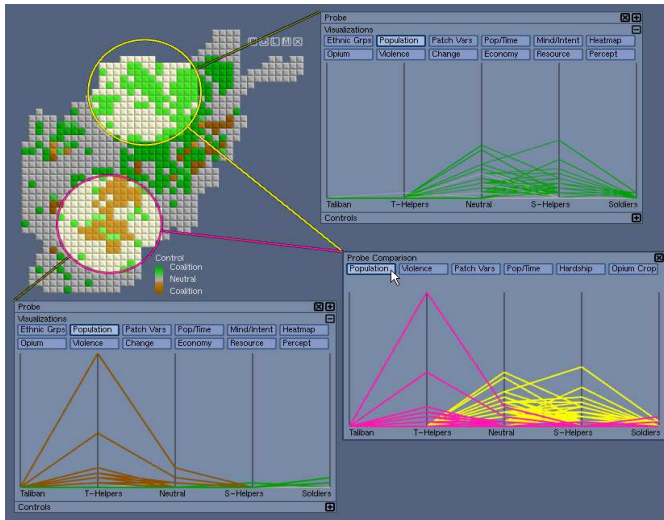 Probe
Visualizations
Ethnic Grps Population Patch Vars Pop/Time Mind/Intent Heatmap
Opium Violence Change Economy Resource Percept
Taliban T-Helpers Neutral S-Helpers Soldiers
Controls
Control
Coalition
Neutral
Coalition
Probe Comparison
Population Violence Patch Vars Pop/Time Hardship Opium Crop
Taliban T-Helpers Neutral S-Helpers Soldiers
Probe
Visualizations
Ethnic Grps Population Patch Vars Pop/Time Mind/Intent Heatmap
Opium Violence Change Economy Resource Percept
Taliban T-Helpers Neutral S-Helpers Soldiers
Controls